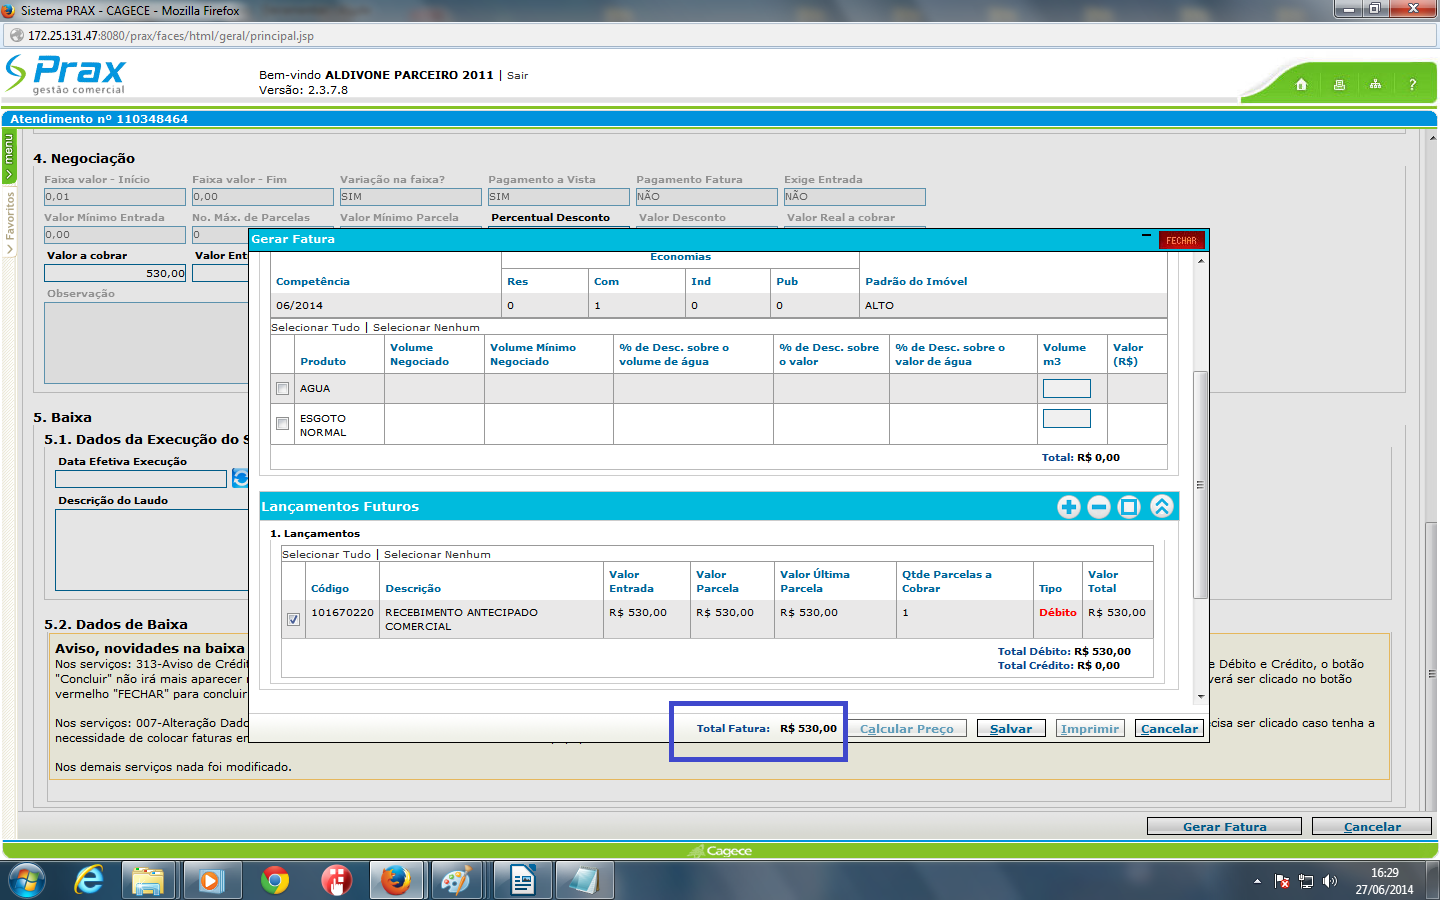 Sistema PRAX - CAGECE - Mozilla Firefox
172.25.131.47:8080/prax/faces/html/geral/principal.jsp
Prax
gestão comercial
Bem-vindo ALDIVONE PARCEIRO 2011 | Sair
Versão: 2.3.7.8
?
Atendimento nº 110348464
menu
Favoritos
4. Negociação
Faixa valor - Início Faixa valor - Fim Variação na faixa? Pagamento a Vista Pagamento Fatura Exige Entrada
0,01 0,00 SIM SIM NÃO NÃO
Valor Mínimo Entrada No. Máx. de Parcelas Valor Mínimo Parcela Percentual Desconto Valor Desconto Valor Real a cobrar
0,00 0
Valor a cobrar Valor Ent
530,00
Observação
Gerar Fatura FECHAR
Economias
Competência Res Com Ind Pub Padrão do Imóvel
06/2014 0 1 0 0 ALTO
Selecionar Tudo | Selecionar Nenhum
Produto Volume Negociado Volume Mínimo Negociado % de Desc. sobre o volume de água % de Desc. sobre o valor % de Desc. sobre o valor de água Volume m3 Valor (R$)
AGUA
ESGOTO NORMAL
Total: R$ 0,00
Lançamentos Futuros
1. Lançamentos
Selecionar Tudo | Selecionar Nenhum
Código Descrição Valor Entrada Valor Parcela Valor Última Parcela Qtde Parcelas a Cobrar Tipo Valor Total
101670220 RECEBIMENTO ANTECIPADO COMERCIAL R$ 530,00 R$ 530,00 R$ 530,00 1 Débito R$ 530,00
Total Débito: R$ 530,00
Total Crédito: R$ 0,00
Total Fatura: R$ 530,00 Calcular Preço Salvar Imprimir Cancelar
5. Baixa
5.1. Dados da Execução do S
Data Efetiva Execução
Descrição do Laudo
5.2. Dados de Baixa
Aviso, novidades na baixa
Nos serviços: 313-Aviso de Crédit e Débito e Crédito, o botão
"Concluir" não irá mais aparecer verá ser clicado no botão
vermelho "FECHAR" para concluir
Nos serviços: 007-Alteração Dado cisa ser clicado caso tenha a
necessidade de colocar faturas en
Nos demais serviços nada foi modificado.
Gerar Fatura Cancelar
Cagece
16:29
27/06/2014